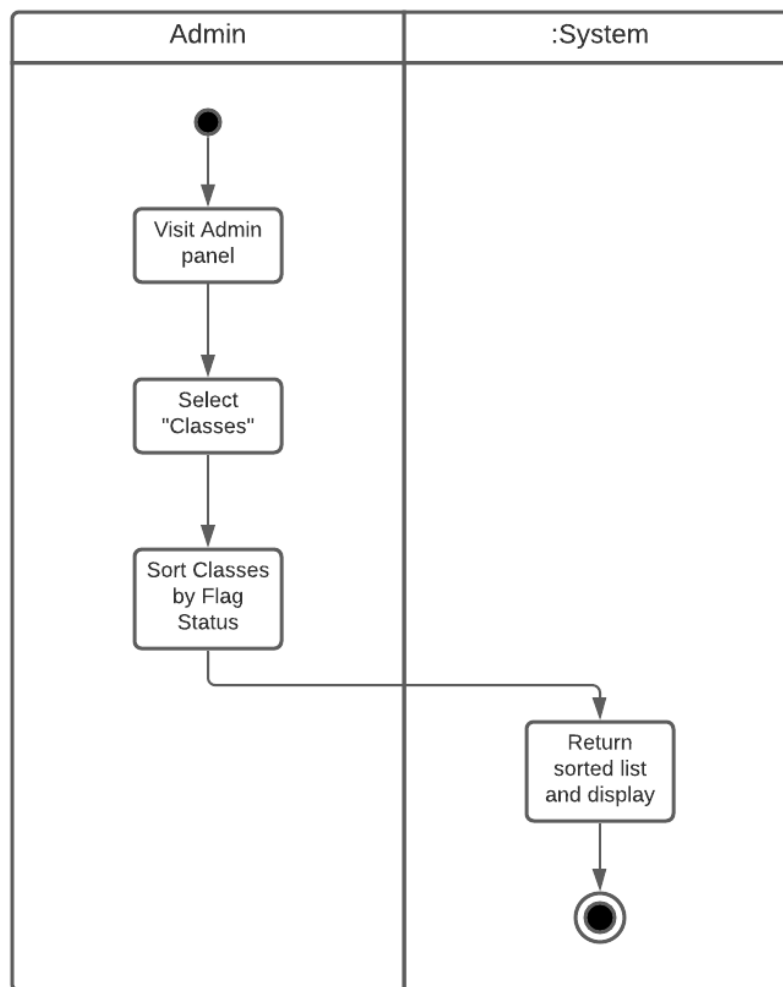 Admin
:System
Visit Admin
panel
Select
"Classes"
Sort Classes
by Flag
Status
Return
sorted list
and display